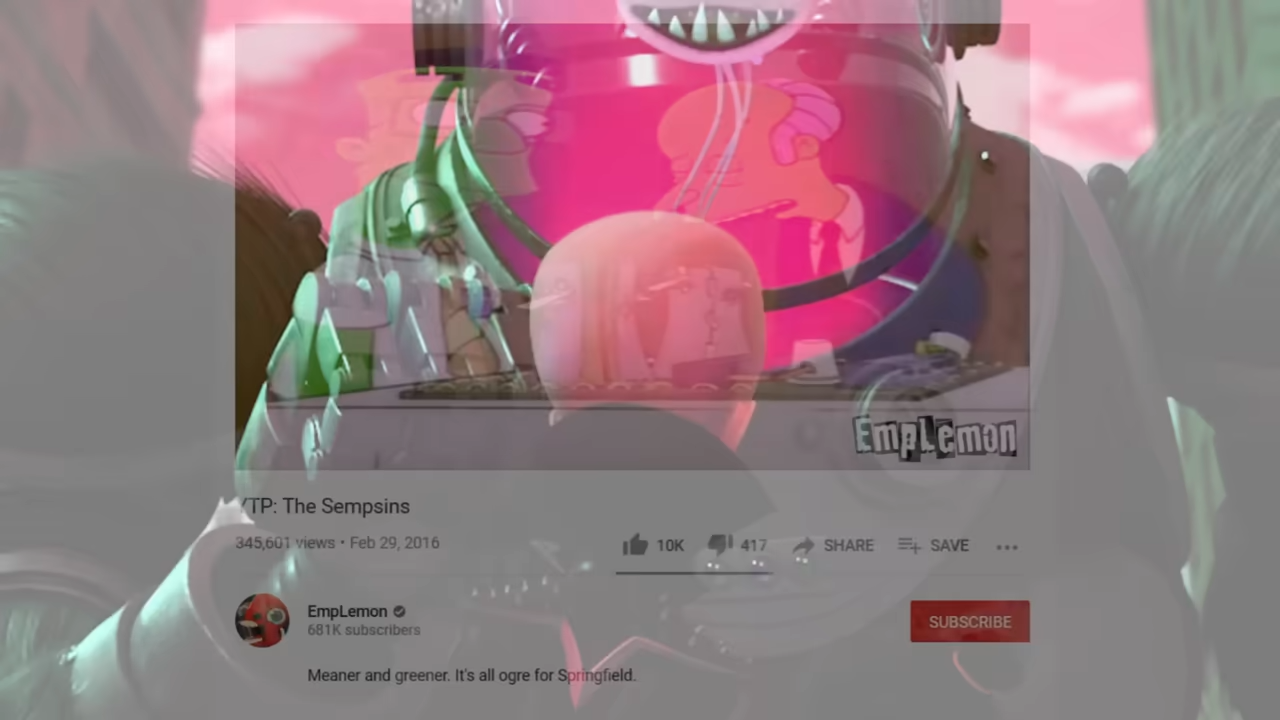 EmpLemon
YTP: The Sempsins
345,601 views • Feb 29, 2016
10K
417
SHARE
SAVE
EmpLemon
681K subscribers
SUBSCRIBE
Meaner and greener. It's all ogre for Springfield.